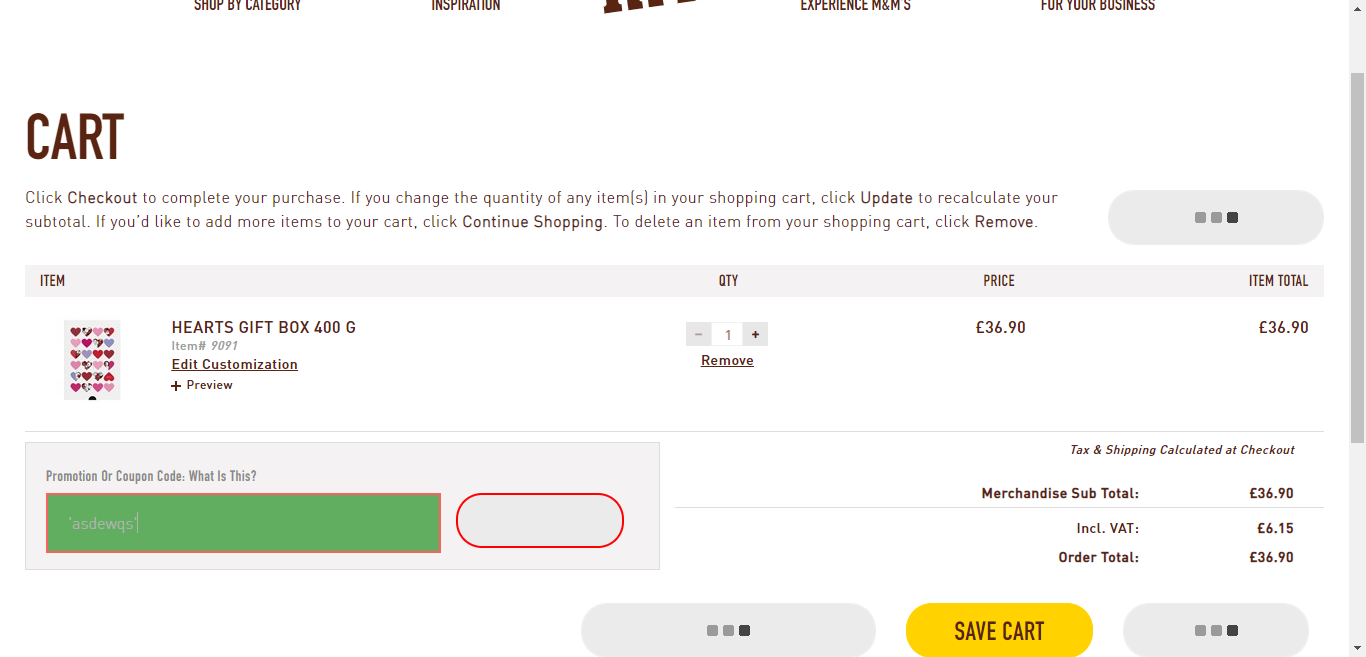 SHOP BY CATEGORY INSPIRATION EXPERIENCE M&M'S FOR YOUR BUSINESS
CART
Click Checkout to complete your purchase. If you change the quantity of any item(s) in your shopping cart, click Update to recalculate your
subtotal. If you'd like to add more items to your cart, click Continue Shopping. To delete an item from your shopping cart, click Remove.
ITEM QTY PRICE ITEM TOTAL
HEARTS GIFT BOX 400 G
Item# 9091
Edit Customization
+ Preview
− 1 +
Remove
£36.90
£36.90
Promotion Or Coupon Code: What Is This?
'asdewqs'
Tax & Shipping Calculated at Checkout
Merchandise Sub Total: £36.90
Incl. VAT: £6.15
Order Total: £36.90
SAVE CART